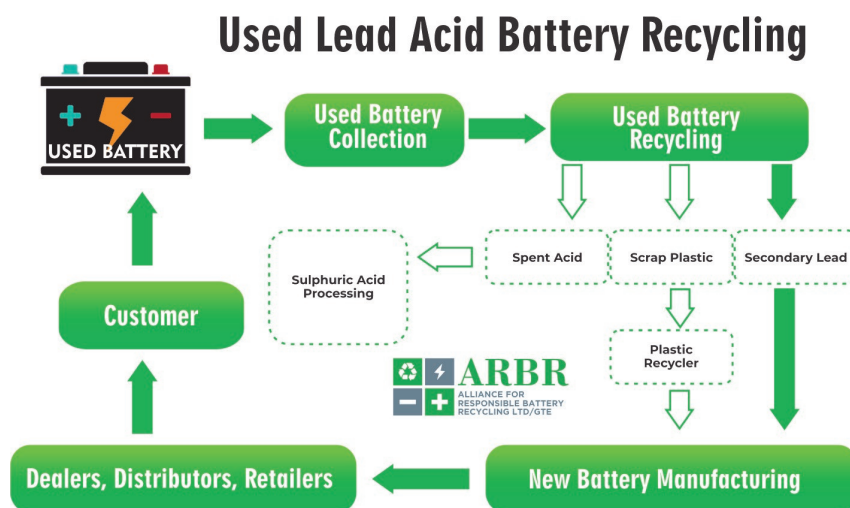 Used Lead Acid Battery Recycling
+ −
USED BATTERY
Used Battery
Collection
Used Battery
Recycling
Spent Acid
Scrap Plastic
Secondary Lead
Sulphuric Acid
Processing
Customer
Plastic
Recycler
ARBR
ALLIANCE FOR
RESPONSIBLE BATTERY
RECYCLING LTD/GTE
Dealers, Distributors, Retailers
New Battery Manufacturing